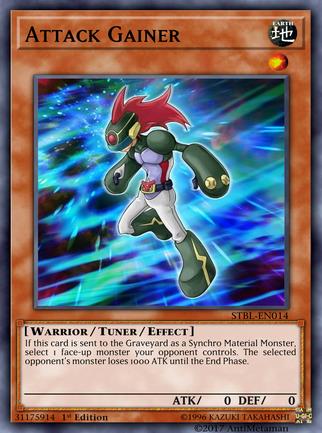 Attack Gainer
EARTH
地
STBL-EN014
[Warrior / Tuner / Effect]
If this card is sent to the Graveyard as a Synchro Material Monster,
select 1 face-up monster your opponent controls. The selected
opponent's monster loses 1000 ATK until the End Phase.
ATK/ 0 DEF/ 0
31175914 1st Edition ©1996 KAZUKI TAKAHASHI
©2017 AntiMetaman